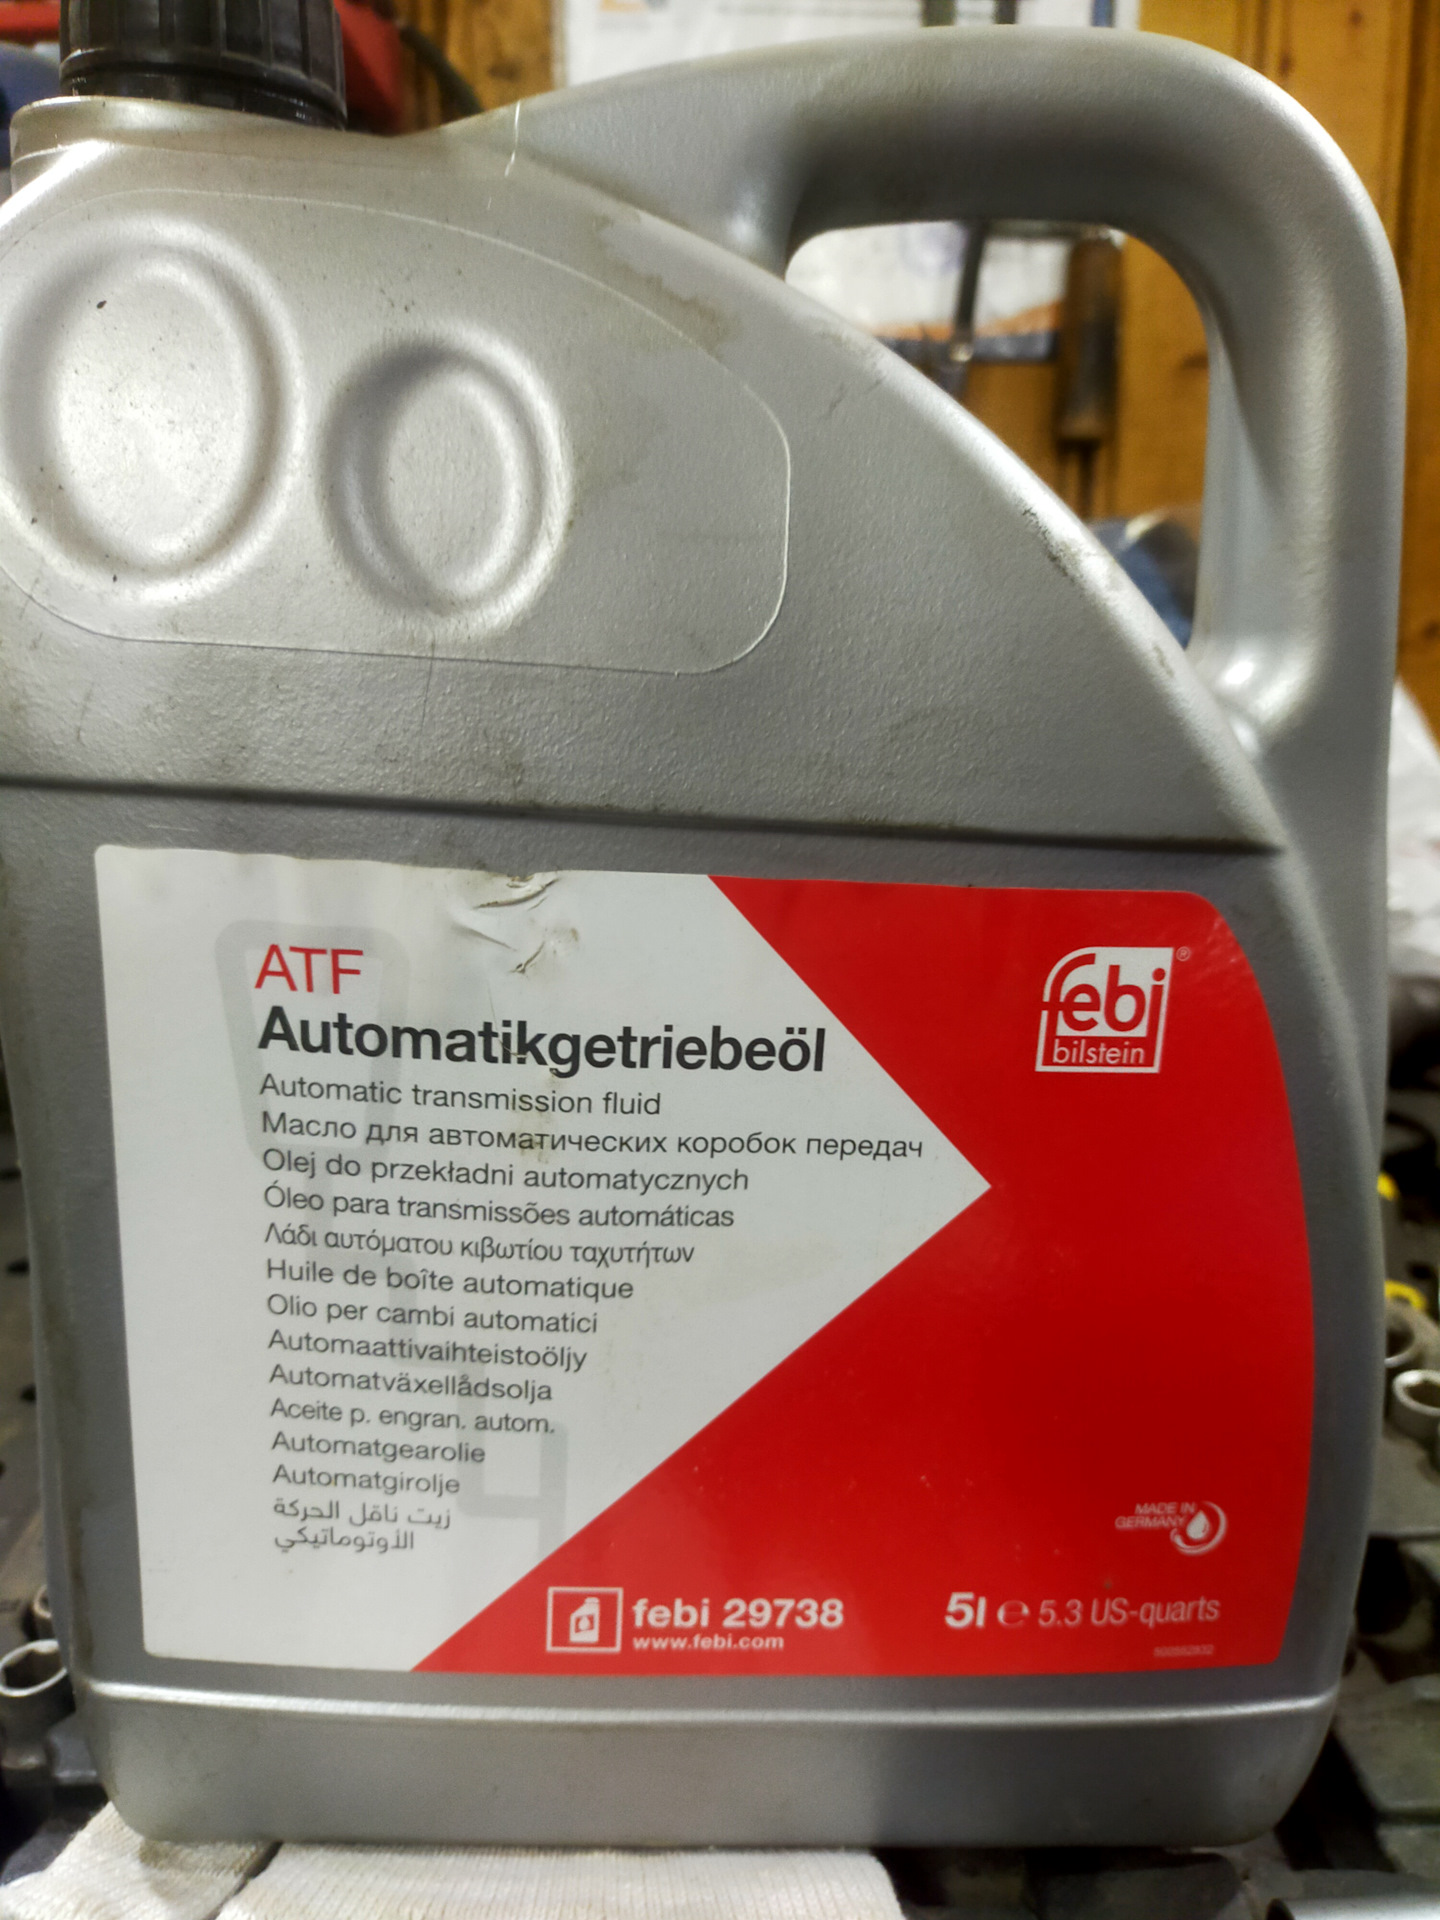 ATF
Automatikgetriebeöl
Automatic transmission fluid
Масло для автоматических коробок передач
Olej do przekładni automatycznych
Óleo para transmissões automáticas
Λάδι αυτόματου κιβωτίου ταχυτήτων
Huile de boîte automatique
Olio per cambi automatici
Automaattivaihteistoöljy
Automatväxellådsolja
Aceite p. engran. autom.
Automatgearolie
Automatgirolje
زيت ناقل الحركة
الأوتوماتيكي
febi®
bilstein
MADE IN
GERMANY
febi 29738
www.febi.com
5l ℮ 5.3 US-quarts